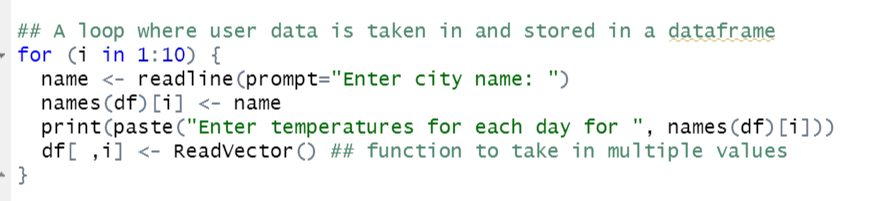 ## A loop where user data is taken in and stored in a dataframe
for (i in 1:10) {
  name <- readline(prompt="Enter city name: ")
  names(df)[i] <- name
  print(paste("Enter temperatures for each day for ", names(df)[i]))
  df[ ,i] <- ReadVector() ## function to take in multiple values
}